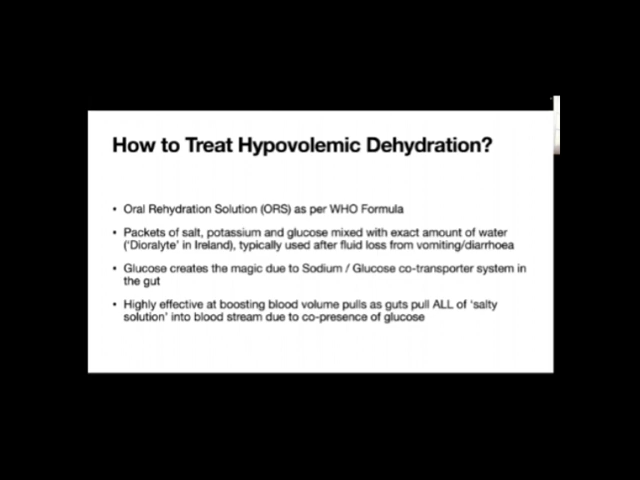 How to Treat Hypovolemic Dehydration?
• Oral Rehydration Solution (ORS) as per WHO Formula
• Packets of salt, potassium and glucose mixed with exact amount of water
('Dioralyte' in Ireland), typically used after fluid loss from vomiting/diarrhoea
• Glucose creates the magic due to Sodium / Glucose co-transporter system in
the gut
• Highly effective at boosting blood volume pulls as guts pull ALL of 'salty
solution' into blood stream due to co-presence of glucose